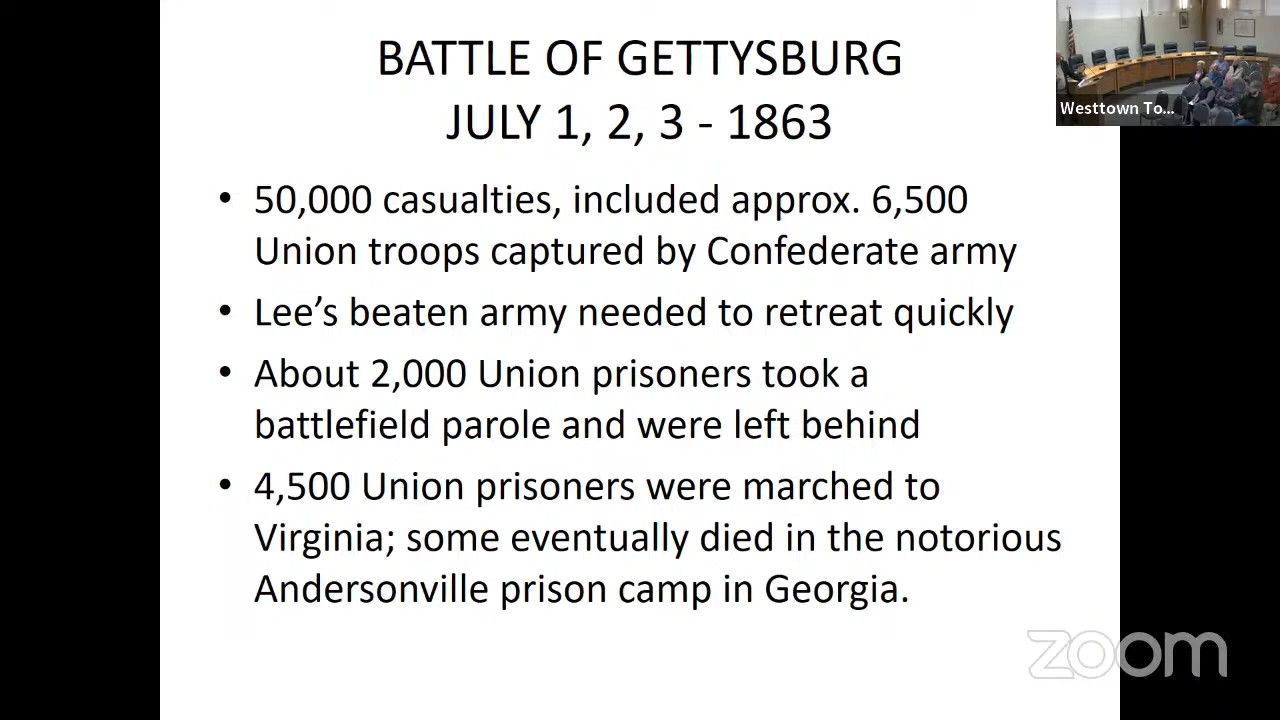 BATTLE OF GETTYSBURG
JULY 1, 2, 3 - 1863
• 50,000 casualties, included approx. 6,500
Union troops captured by Confederate army
• Lee’s beaten army needed to retreat quickly
• About 2,000 Union prisoners took a
battlefield parole and were left behind
• 4,500 Union prisoners were marched to
Virginia; some eventually died in the notorious
Andersonville prison camp in Georgia.
Westtown To...
zoom